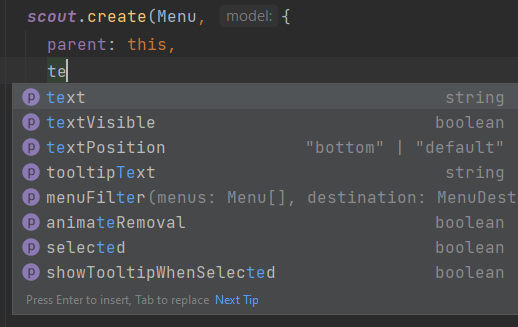 scout.create(Menu, model: {
parent: this,
te
p text string
p textVisible boolean
p textPosition "bottom" | "default"
p tooltipText string
p menuFilter(menus: Menu[], destination: MenuDest
p animateRemoval boolean
p selected boolean
p showTooltipWhenSelected boolean
Press Enter to insert, Tab to replace Next Tip